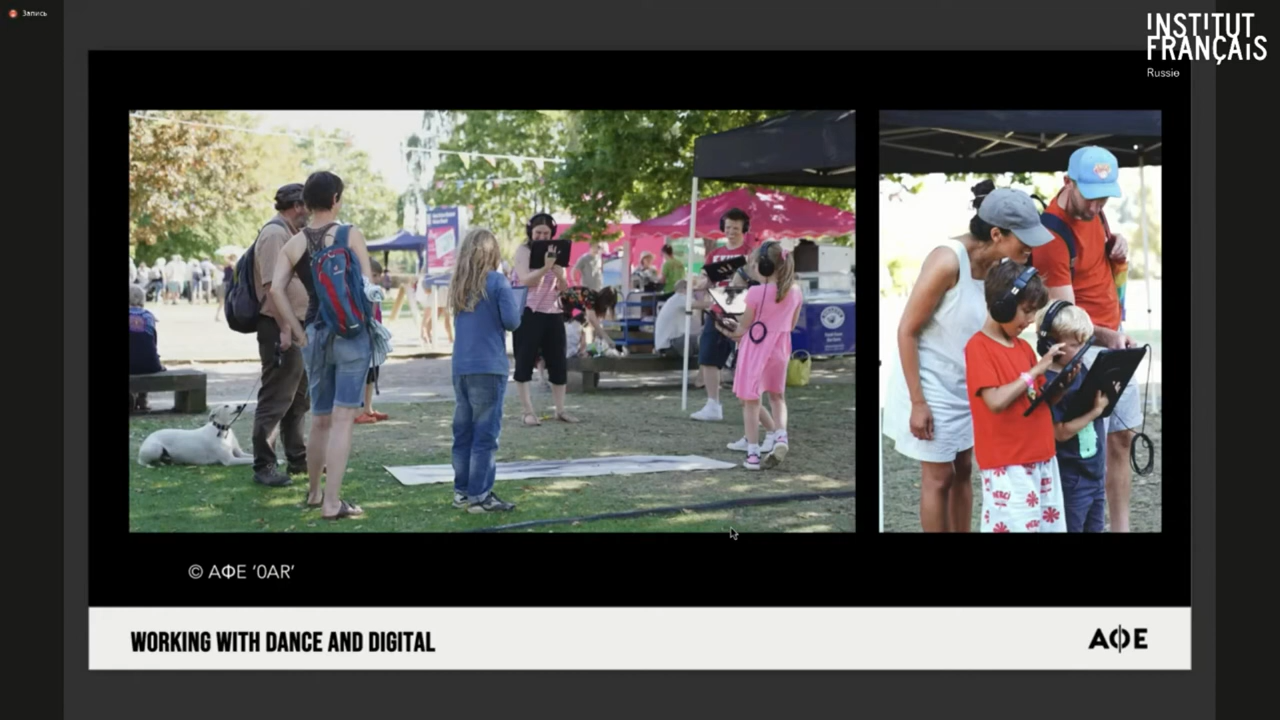 Запись
INSTITUT
FRANÇAIS
Russie
© AΦE ‘0AR’
WORKING WITH DANCE AND DIGITAL
AΦE